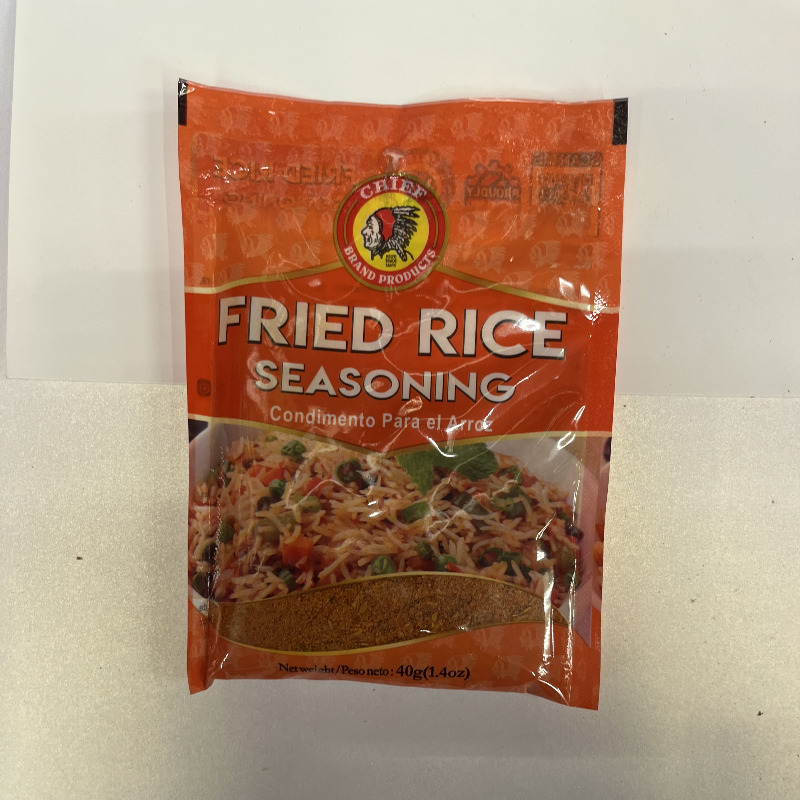 CHIEF
BRAND PRODUCTS
FRIED RICE
SEASONING
Condimento Para el Arroz
Net weight/Peso neto: 40g(1.4oz)